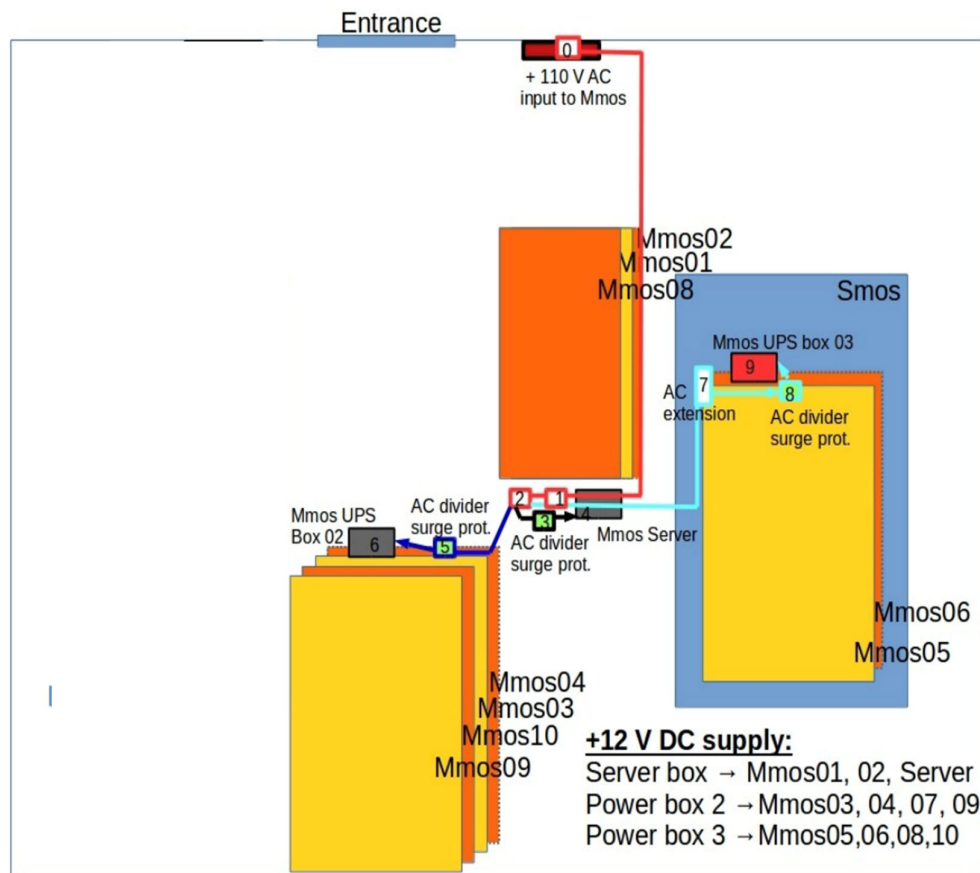 Entrance
0
+ 110 V AC
input to Mmos
Mmos02
Mmos01
Mmos08
Smos
Mmos UPS box 03
9
7
8
AC
extension
AC divider
surge prot.
2
1
4
Mmos Server
3
AC divider
surge prot.
AC divider
surge prot.
5
Mmos UPS
Box 02
6
Mmos06
Mmos05
Mmos04
Mmos03
Mmos10
Mmos09
+12 V DC supply:
Server box → Mmos01, 02, Server
Power box 2 →Mmos03, 04, 07, 09
Power box 3 →Mmos05,06,08,10